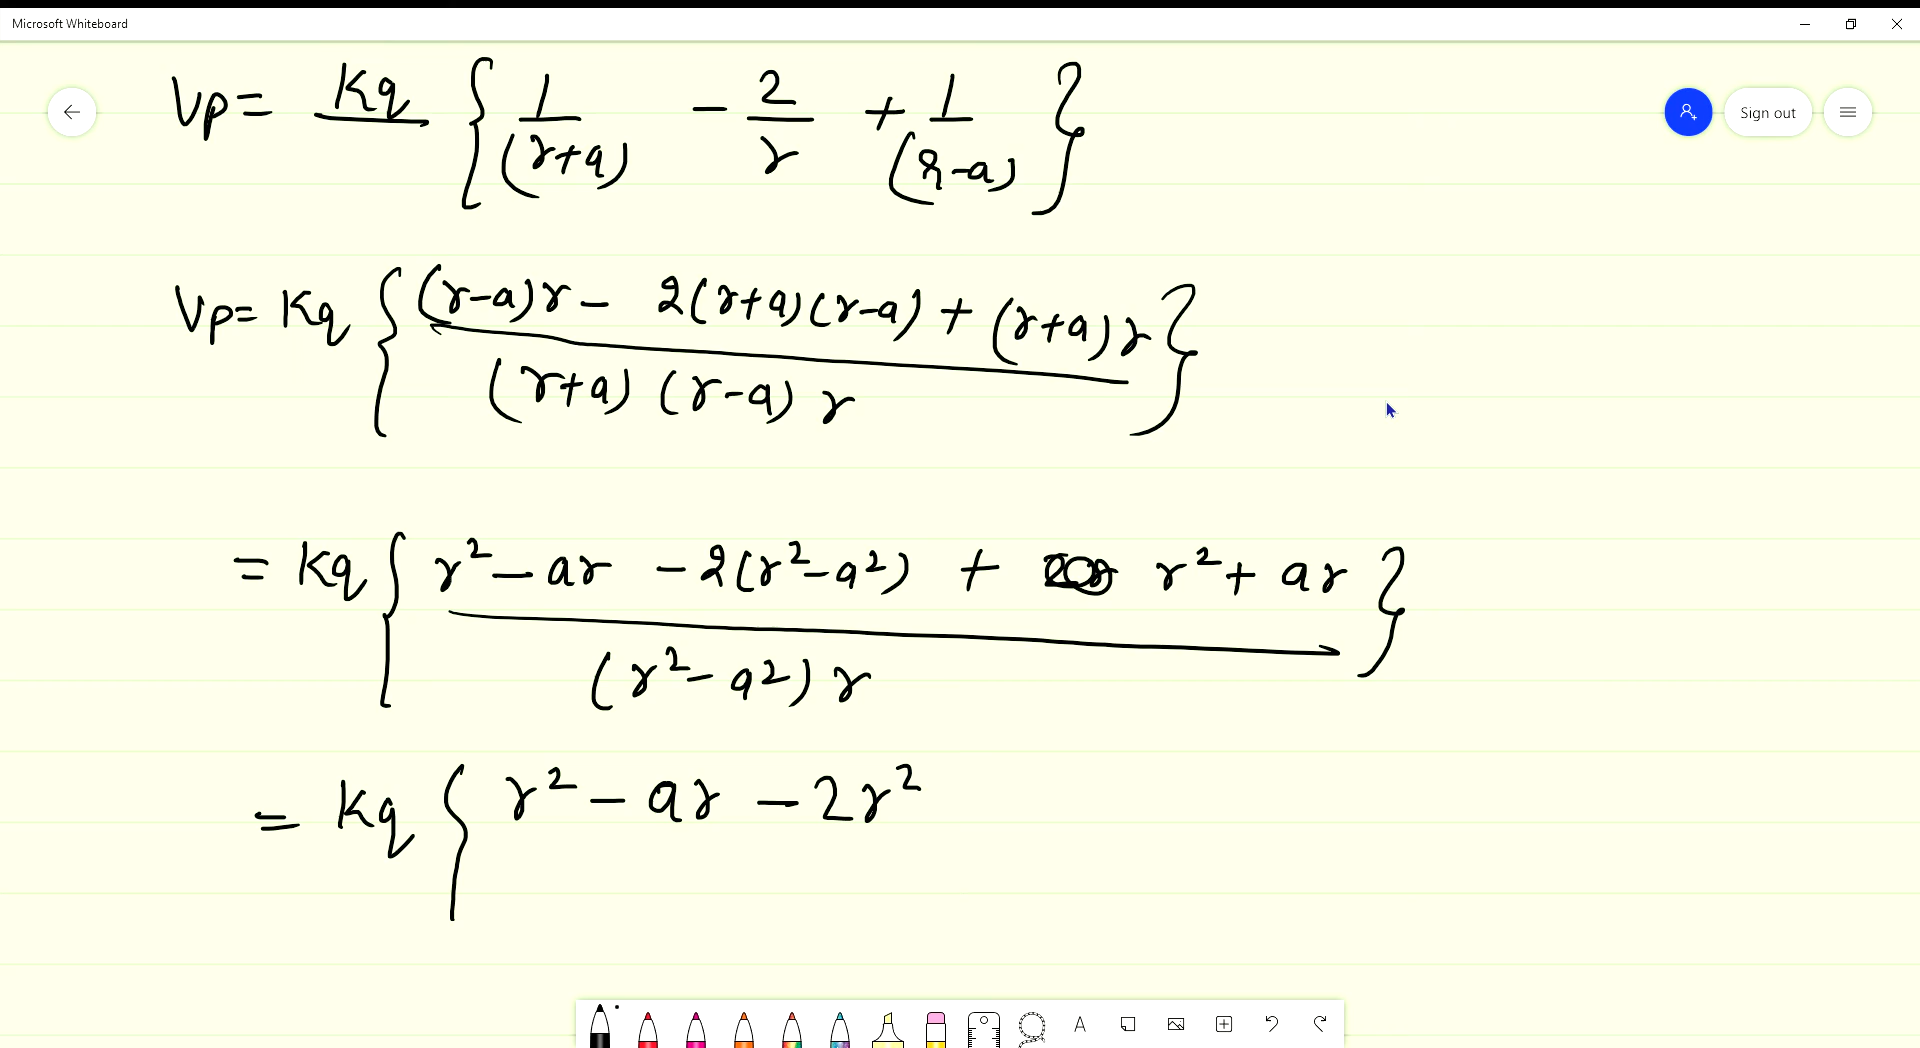 Microsoft Whiteboard
Sign out
Vp = Kq { 1/(r+a) - 2/r + 1/(r-a) }
Vp = Kq { (r-a)r - 2(r+a)(r-a) + (r+a)r / (r+a) (r-a) r }
= Kq { r² - ar - 2(r²-a²) + r² + ar / (r²-a²) r }
= Kq { r² - ar - 2r²
A